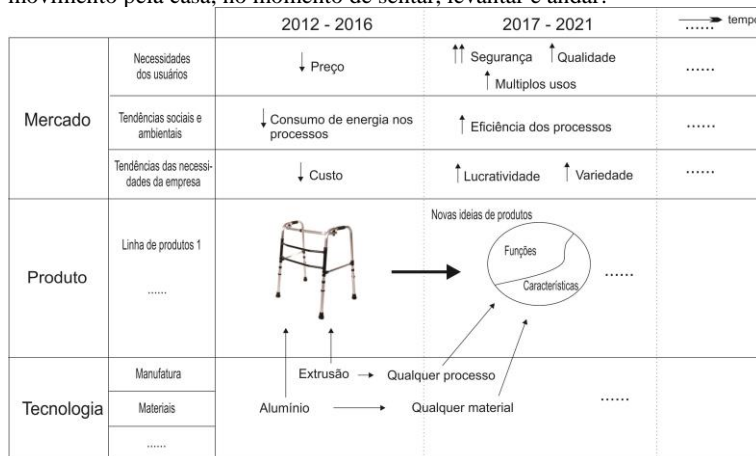 movimento pela casa, no momento de sentar, levantar e andar.
2012 - 2016
2017 - 2021
...... tempo
Mercado
Necessidades
dos usuários
↓ Preço
↑↑ Segurança ↑ Qualidade
↑ Multiplos usos
......
Tendências sociais e
ambientais
↓ Consumo de energia nos
processos
↑ Eficiência dos processos
......
Tendências das necessi-
dades da empresa
↓ Custo
↑ Lucratividade ↑ Variedade
......
Produto
Linha de produtos 1
......
Novas ideias de produtos
Funções
Características
......
Tecnologia
Manufatura
Extrusão → Qualquer processo
Materiais
Alumínio → Qualquer material
......
......